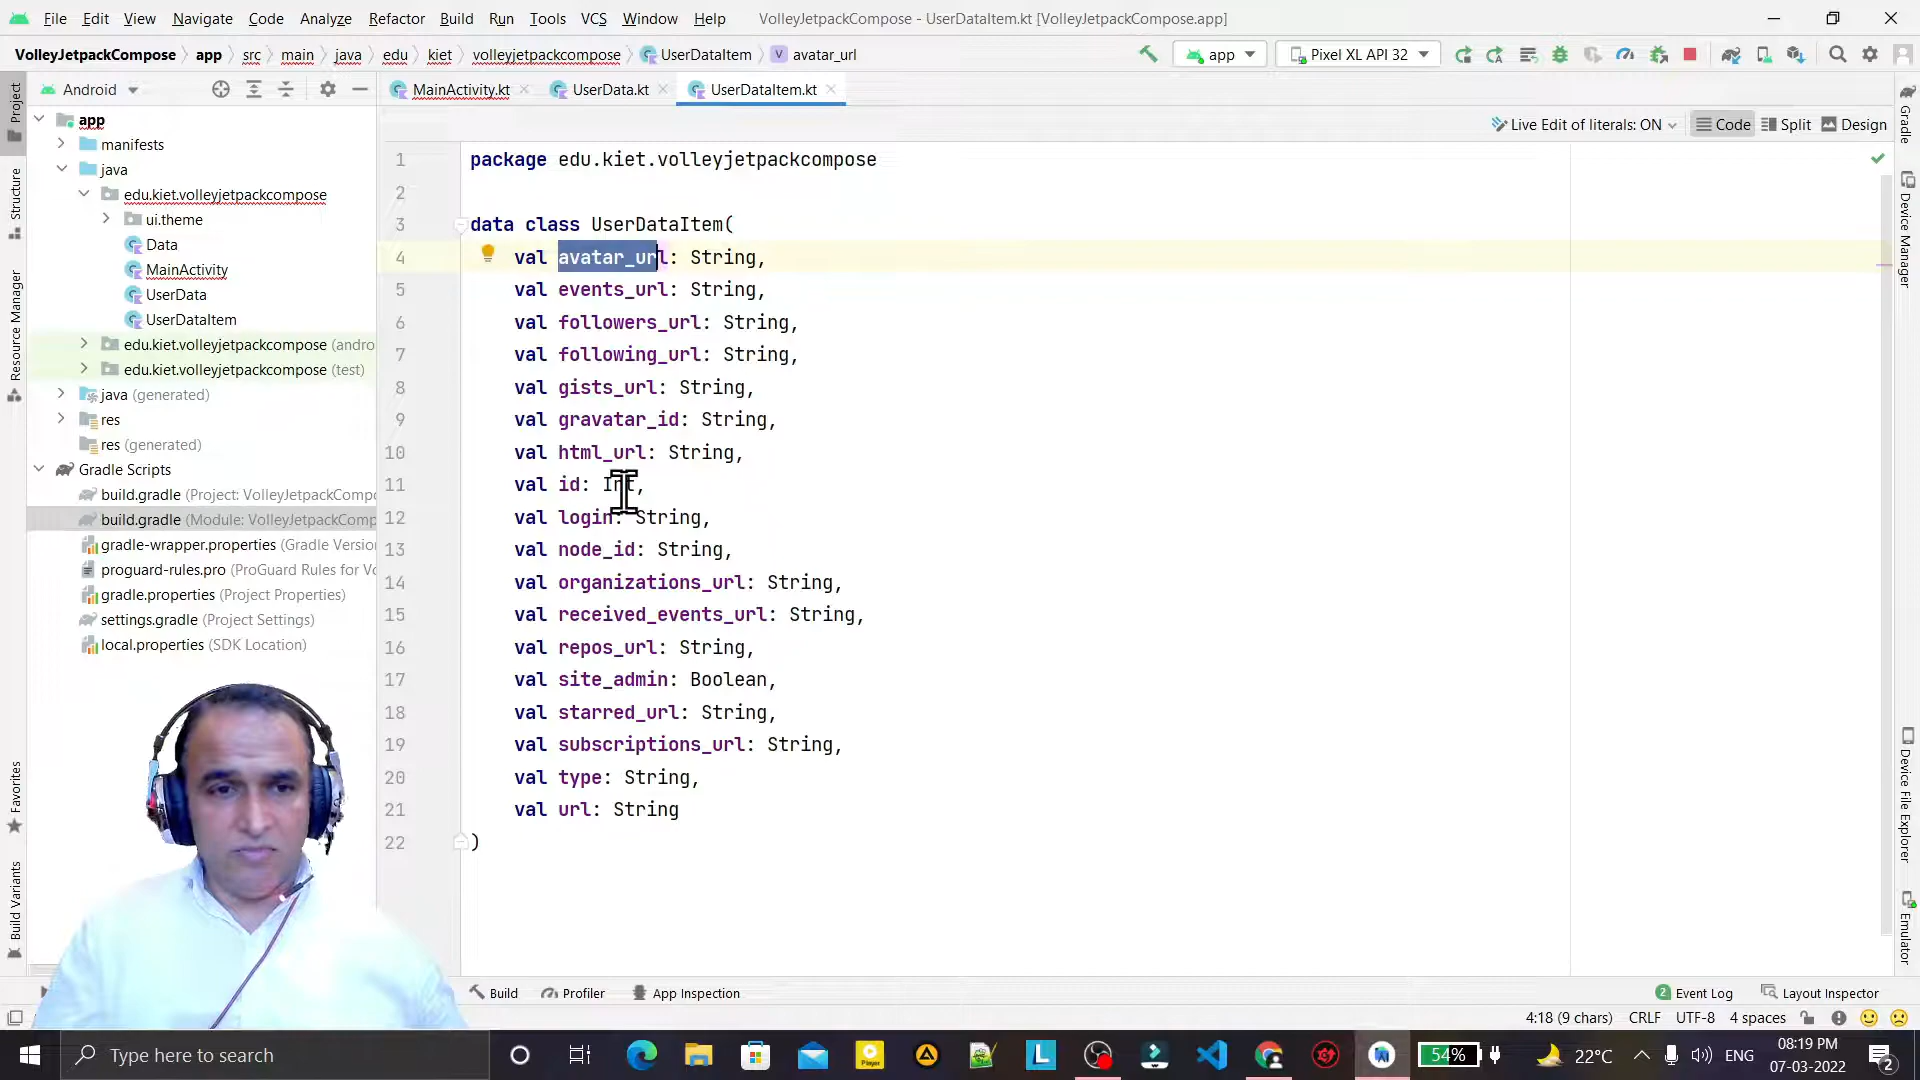 File Edit View Navigate Code Analyze Refactor Build Run Tools VCS Window Help VolleyJetpackCompose - UserDataItem.kt [VolleyJetpackCompose.app]
VolleyJetpackCompose app src main java edu kiet volleyjetpackcompose UserDataItem avatar_url app Pixel XL API 32
Android
MainActivity.kt UserData.kt UserDataItem.kt
Live Edit of literals: ON Code Split Design
Project
Structure
Resource Manager
Favorites
Build Variants
app
manifests
java
edu.kiet.volleyjetpackcompose
ui.theme
Data
MainActivity
UserData
UserDataItem
edu.kiet.volleyjetpackcompose (andro
edu.kiet.volleyjetpackcompose (test)
java (generated)
res
res (generated)
Gradle Scripts
build.gradle (Project: VolleyJetpackCompo
build.gradle (Module: VolleyJetpackComp
gradle-wrapper.properties (Gradle Version
proguard-rules.pro (ProGuard Rules for Vo
gradle.properties (Project Properties)
settings.gradle (Project Settings)
local.properties (SDK Location)
1 package edu.kiet.volleyjetpackcompose
2
3 data class UserDataItem(
4 val avatar_url: String,
5 val events_url: String,
6 val followers_url: String,
7 val following_url: String,
8 val gists_url: String,
9 val gravatar_id: String,
10 val html_url: String,
11 val id: Int,
12 val login: String,
13 val node_id: String,
14 val organizations_url: String,
15 val received_events_url: String,
16 val repos_url: String,
17 val site_admin: Boolean,
18 val starred_url: String,
19 val subscriptions_url: String,
20 val type: String,
21 val url: String
22 )
Gradle
Device Manager
Device File Explorer
Emulator
Build Profiler App Inspection
2 Event Log Layout Inspector
4:18 (9 chars) CRLF UTF-8 4 spaces
Type here to search
Player
L
54%
22°C
ENG
08:19 PM
07-03-2022
2